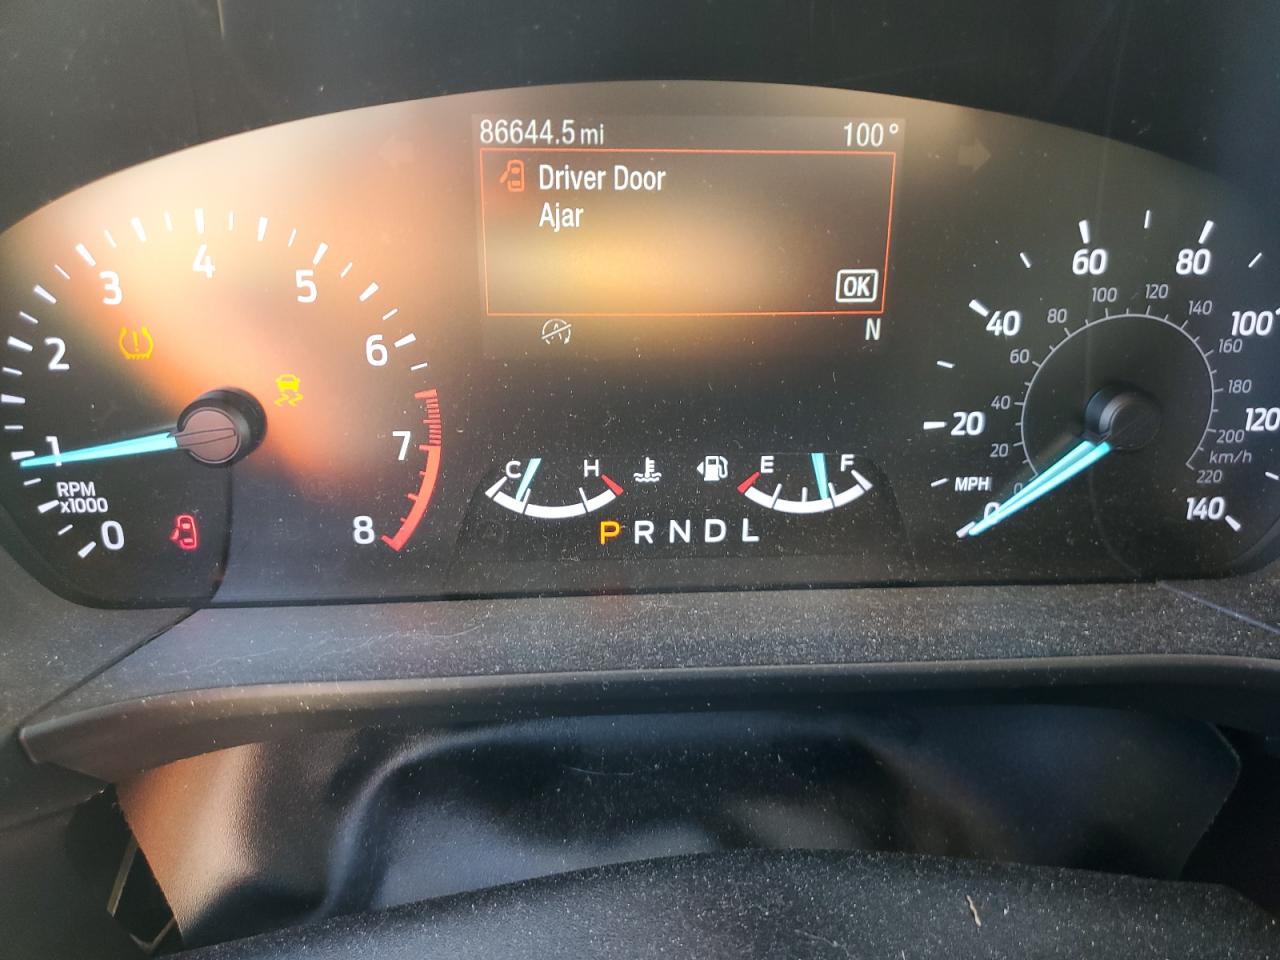 86644.5 mi 100°
Driver Door
Ajar
OK
N
0 1 2 3 4 5 6 7 8
RPM
x1000
C H E F
P R N D L
0 20 40 60 80 100 120 140
MPH
0 20 40 60 80 100 120 140 160 180 200 220
km/h